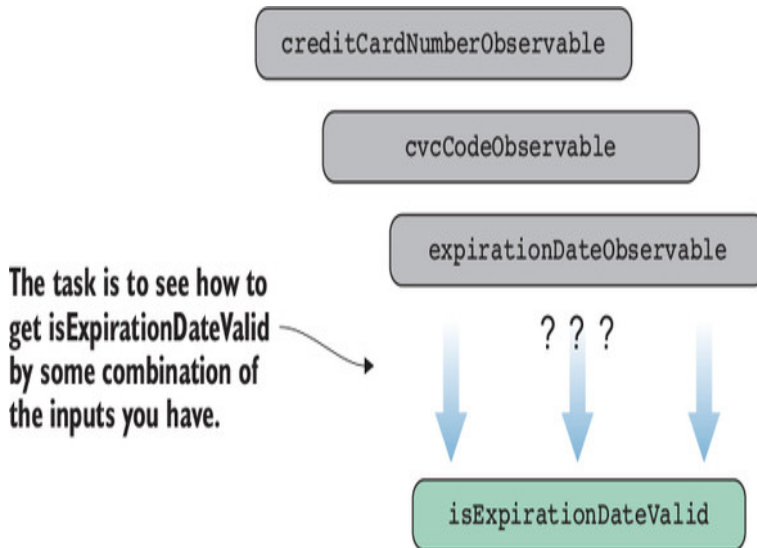 creditCardNumberObservable
cvcCodeObservable
expirationDateObservable
The task is to see how to
get isExpirationDateValid
by some combination of
the inputs you have.
? ? ?
isExpirationDateValid